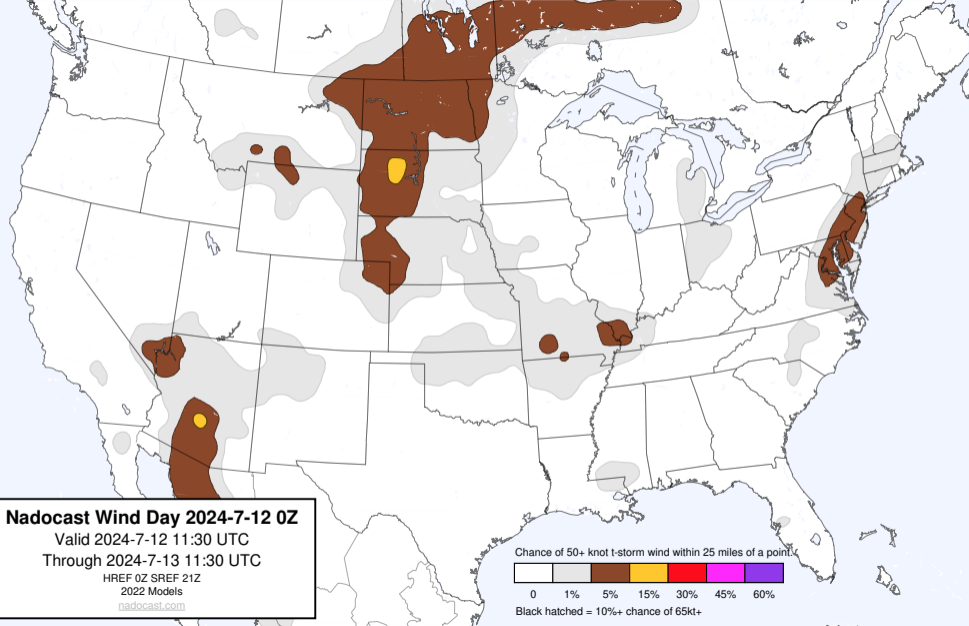 Nadocast Wind Day 2024-7-12 0Z
Valid 2024-7-12 11:30 UTC
Through 2024-7-13 11:30 UTC
HREF 0Z SREF 21Z
2022 Models
nadocast.com
Chance of 50+ knot t-storm wind within 25 miles of a point.
0 1% 5% 15% 30% 45% 60%
Black hatched = 10%+ chance of 65kt+